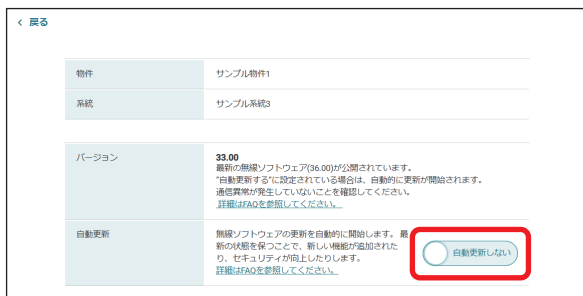 < 戻る
物件 サンプル物件1
系統 サンプル系統3
バージョン 33.00
最新の無線ソフトウェア(36.00)が公開されています。
"自動更新する"に設定されている場合は、自動的に更新が開始されます。
通信異常が発生していないことを確認してください。
詳細はFAQを参照してください。
自動更新 無線ソフトウェアの更新を自動的に開始します。 最
新の状態を保つことで、新しい機能が追加された
り、セキュリティが向上したりします。
詳細はFAQを参照してください。
自動更新しない